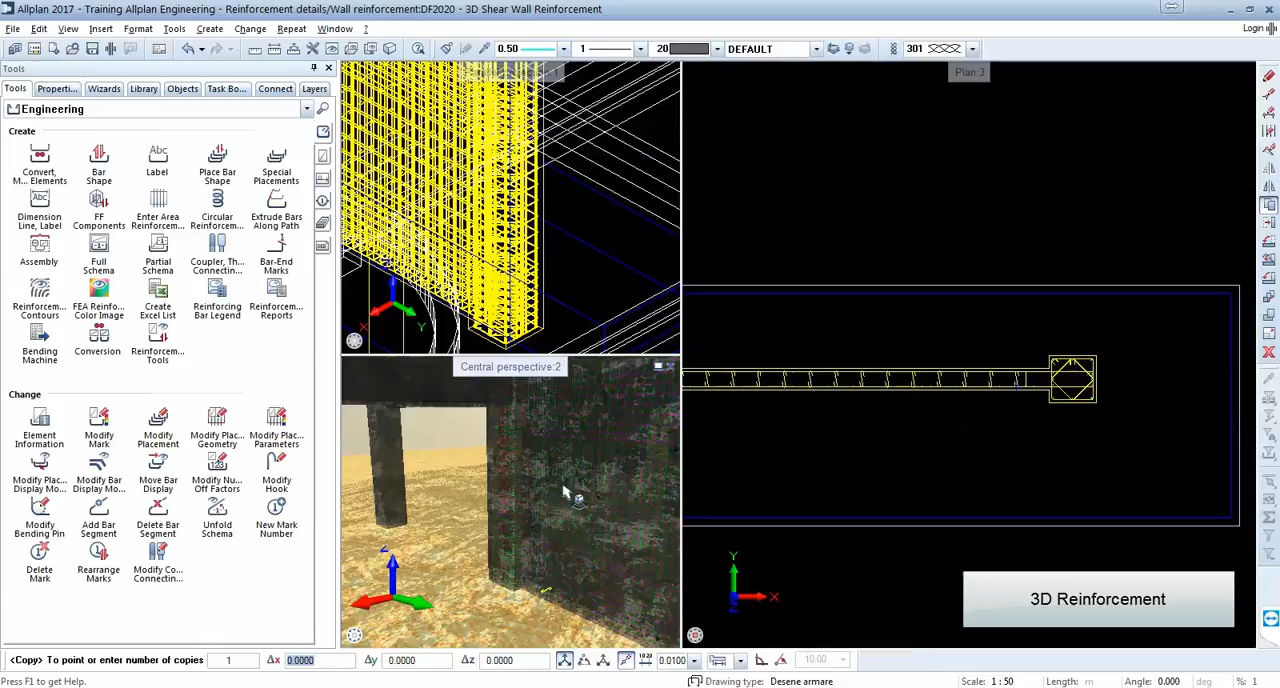 Allplan 2017 - Training Allplan Engineering - Reinforcement details/Wall reinforcement:DF2020 - 3D Shear Wall Reinforcement
File Edit View Insert Format Tools Create Change Repeat Window ?
Login
0.50 1 20 DEFAULT 301
Tools
Tools Properti... Wizards Library Objects Task Bo... Connect Layers
Engineering
Create
Convert, M... Elements
Bar Shape
Label
Place Bar Shape
Special Placements
Dimension Line, Label
FF Components
Enter Area Reinforcem...
Circular Reinforcem...
Extrude Bars Along Path
Assembly
Full Schema
Partial Schema
Coupler, Th... Connectin...
Bar-End Marks
Reinforcem... Contours
FEA Reinfo... Color Image
Create Excel List
Reinforcing Bar Legend
Reinforcem... Reports
Bending Machine
Conversion
Reinforcem... Tools
Change
Element Information
Modify Mark
Modify Placement
Modify Plac... Geometry
Modify Plac... Parameters
Modify Plac... Display Mo...
Modify Bar Display Mo...
Move Bar Display
Modify Nu... Off Factors
Modify Hook
Modify Bending Pin
Add Bar Segment
Delete Bar Segment
Unfold Schema
New Mark Number
Delete Mark
Rearrange Marks
Modify Co... Connectin...
Z
X
Y
Central perspective:2
Z
Plan:3
Y
X
Z
3D Reinforcement
<Copy> To point or enter number of copies 1 Δx 0.0000 Δy 0.0000 Δz 0.0000 0.0100 10.00
Press F1 to get Help. Drawing type: Desene armare Scale: 1 : 50 Length: m Angle: 0.000 deg %: 1